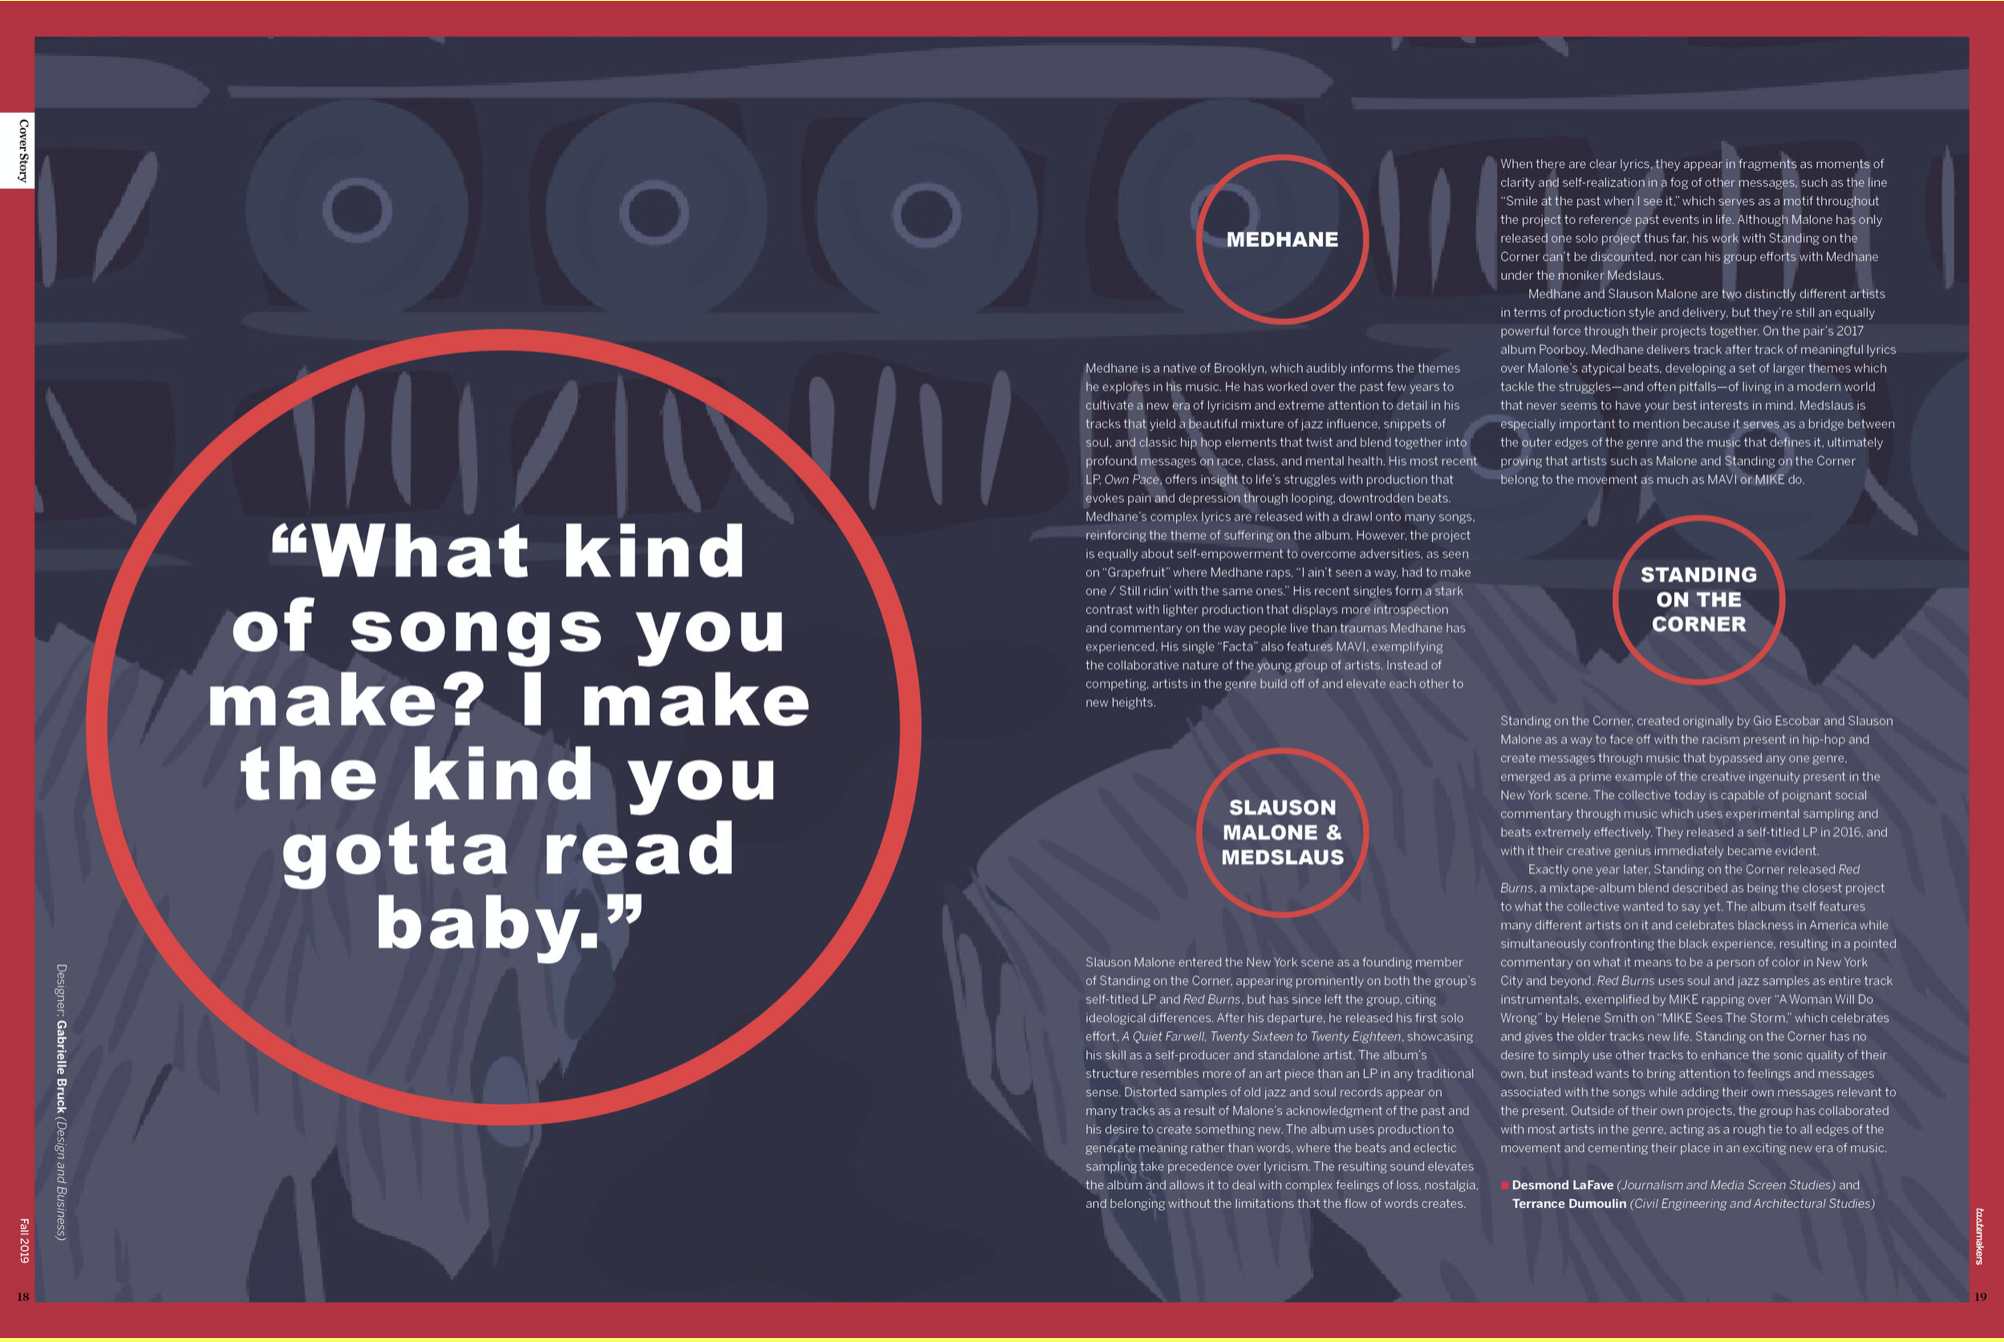 Cover Story
“What kind
of songs you
make? I make
the kind you
gotta read
baby.”
Designer: Gabrielle Bruck (Design and Business)
Fall 2019
18
MEDHANE
Medhane is a native of Brooklyn, which audibly informs the themes
he explores in his music. He has worked over the past few years to
cultivate a new era of lyricism and extreme attention to detail in his
tracks that yield a beautiful mixture of jazz influence, snippets of
soul, and classic hip hop elements that twist and blend together into
profound messages on race, class, and mental health. His most recent
LP, Own Pace, offers insight to life’s struggles with production that
evokes pain and depression through looping, downtrodden beats.
Medhane’s complex lyrics are released with a drawl onto many songs,
reinforcing the theme of suffering on the album. However, the project
is equally about self-empowerment to overcome adversities, as seen
on “Grapefruit” where Medhane raps, “I ain’t seen a way, had to make
one / Still ridin’ with the same ones.” His recent singles form a stark
contrast with lighter production that displays more introspection
and commentary on the way people live than traumas Medhane has
experienced. His single “Facta” also features MAVI, exemplifying
the collaborative nature of the young group of artists. Instead of
competing, artists in the genre build off of and elevate each other to
new heights.
SLAUSON
MALONE &
MEDSLAUS
Slauson Malone entered the New York scene as a founding member
of Standing on the Corner, appearing prominently on both the group’s
self-titled LP and Red Burns, but has since left the group, citing
ideological differences. After his departure, he released his first solo
effort, A Quiet Farwell, Twenty Sixteen to Twenty Eighteen, showcasing
his skill as a self-producer and standalone artist. The album’s
structure resembles more of an art piece than an LP in any traditional
sense. Distorted samples of old jazz and soul records appear on
many tracks as a result of Malone’s acknowledgment of the past and
his desire to create something new. The album uses production to
generate meaning rather than words, where the beats and eclectic
sampling take precedence over lyricism. The resulting sound elevates
the album and allows it to deal with complex feelings of loss, nostalgia,
and belonging without the limitations that the flow of words creates.
When there are clear lyrics, they appear in fragments as moments of
clarity and self-realization in a fog of other messages, such as the line
“Smile at the past when I see it,” which serves as a motif throughout
the project to reference past events in life. Although Malone has only
released one solo project thus far, his work with Standing on the
Corner can’t be discounted, nor can his group efforts with Medhane
under the moniker Medslaus.
Medhane and Slauson Malone are two distinctly different artists
in terms of production style and delivery, but they’re still an equally
powerful force through their projects together. On the pair’s 2017
album Poorboy, Medhane delivers track after track of meaningful lyrics
over Malone’s atypical beats, developing a set of larger themes which
tackle the struggles—and often pitfalls—of living in a modern world
that never seems to have your best interests in mind. Medslaus is
especially important to mention because it serves as a bridge between
the outer edges of the genre and the music that defines it, ultimately
proving that artists such as Malone and Standing on the Corner
belong to the movement as much as MAVI or MIKE do.
STANDING
ON THE
CORNER
Standing on the Corner, created originally by Gio Escobar and Slauson
Malone as a way to face off with the racism present in hip-hop and
create messages through music that bypassed any one genre,
emerged as a prime example of the creative ingenuity present in the
New York scene. The collective today is capable of poignant social
commentary through music which uses experimental sampling and
beats extremely effectively. They released a self-titled LP in 2016, and
with it their creative genius immediately became evident.
Exactly one year later, Standing on the Corner released Red
Burns, a mixtape-album blend described as being the closest project
to what the collective wanted to say yet. The album itself features
many different artists on it and celebrates blackness in America while
simultaneously confronting the black experience, resulting in a pointed
commentary on what it means to be a person of color in New York
City and beyond. Red Burns uses soul and jazz samples as entire track
instrumentals, exemplified by MIKE rapping over “A Woman Will Do
Wrong” by Helene Smith on “MIKE Sees The Storm,” which celebrates
and gives the older tracks new life. Standing on the Corner has no
desire to simply use other tracks to enhance the sonic quality of their
own, but instead wants to bring attention to feelings and messages
associated with the songs while adding their own messages relevant to
the present. Outside of their own projects, the group has collaborated
with most artists in the genre, acting as a rough tie to all edges of the
movement and cementing their place in an exciting new era of music.
Desmond LaFave (Journalism and Media Screen Studies) and
Terrance Dumoulin (Civil Engineering and Architectural Studies)
tastemakers
19